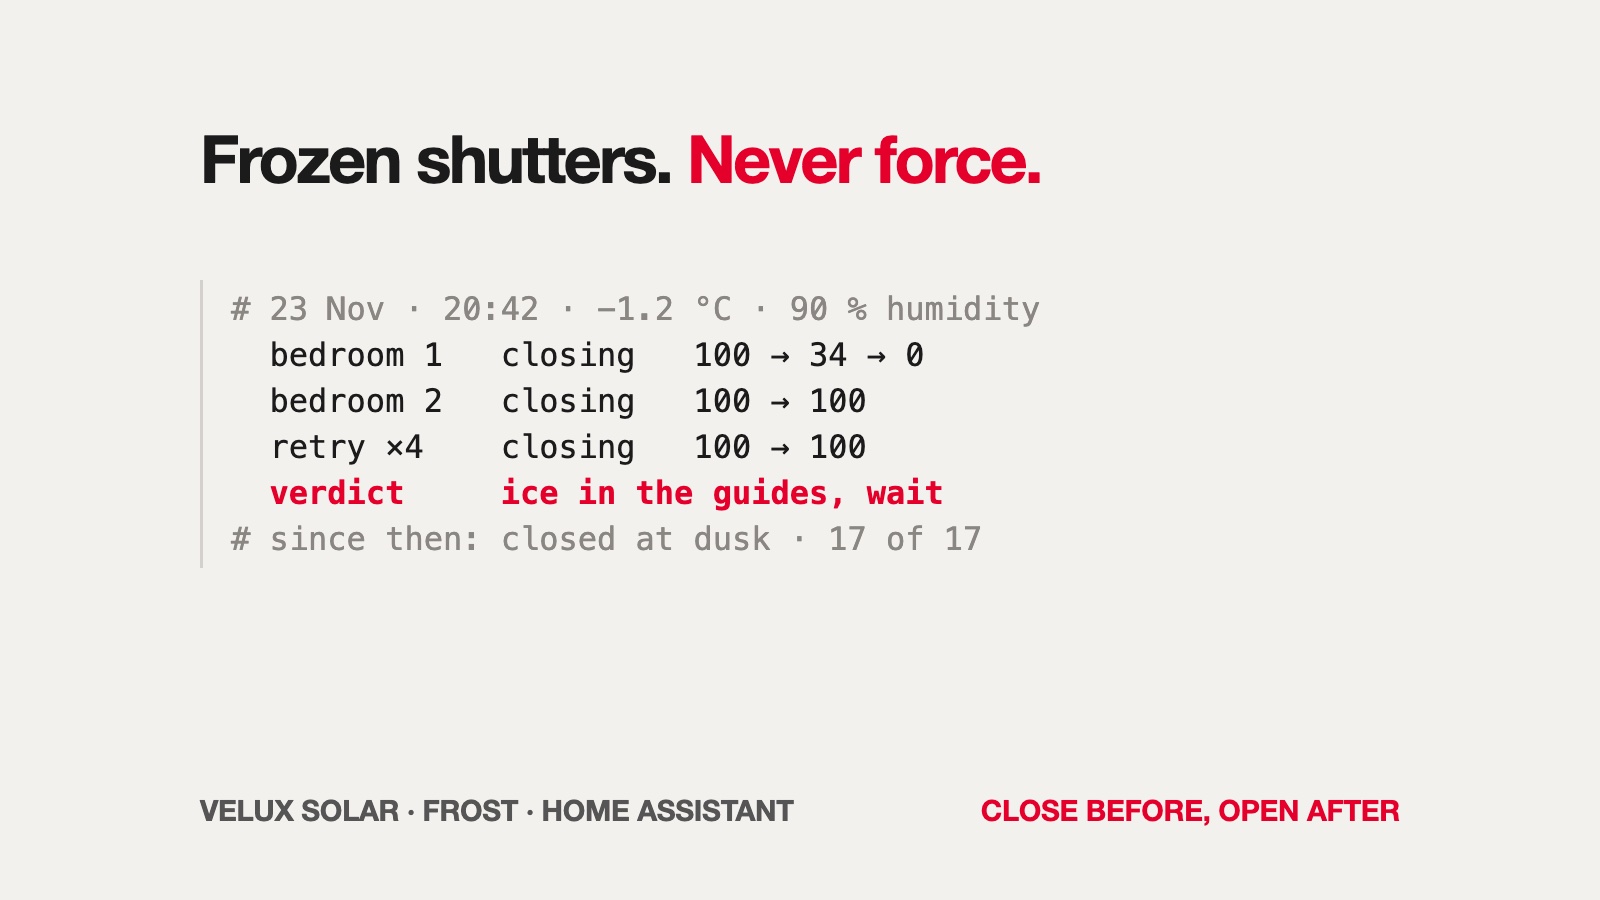 Frozen shutters. Never force.
# 23 Nov · 20:42 · −1.2 °C · 90 % humidity
bedroom 1   closing   100 → 34 → 0
bedroom 2   closing   100 → 100
retry ×4    closing   100 → 100
verdict     ice in the guides, wait
# since then: closed at dusk · 17 of 17
VELUX SOLAR · FROST · HOME ASSISTANT
CLOSE BEFORE, OPEN AFTER